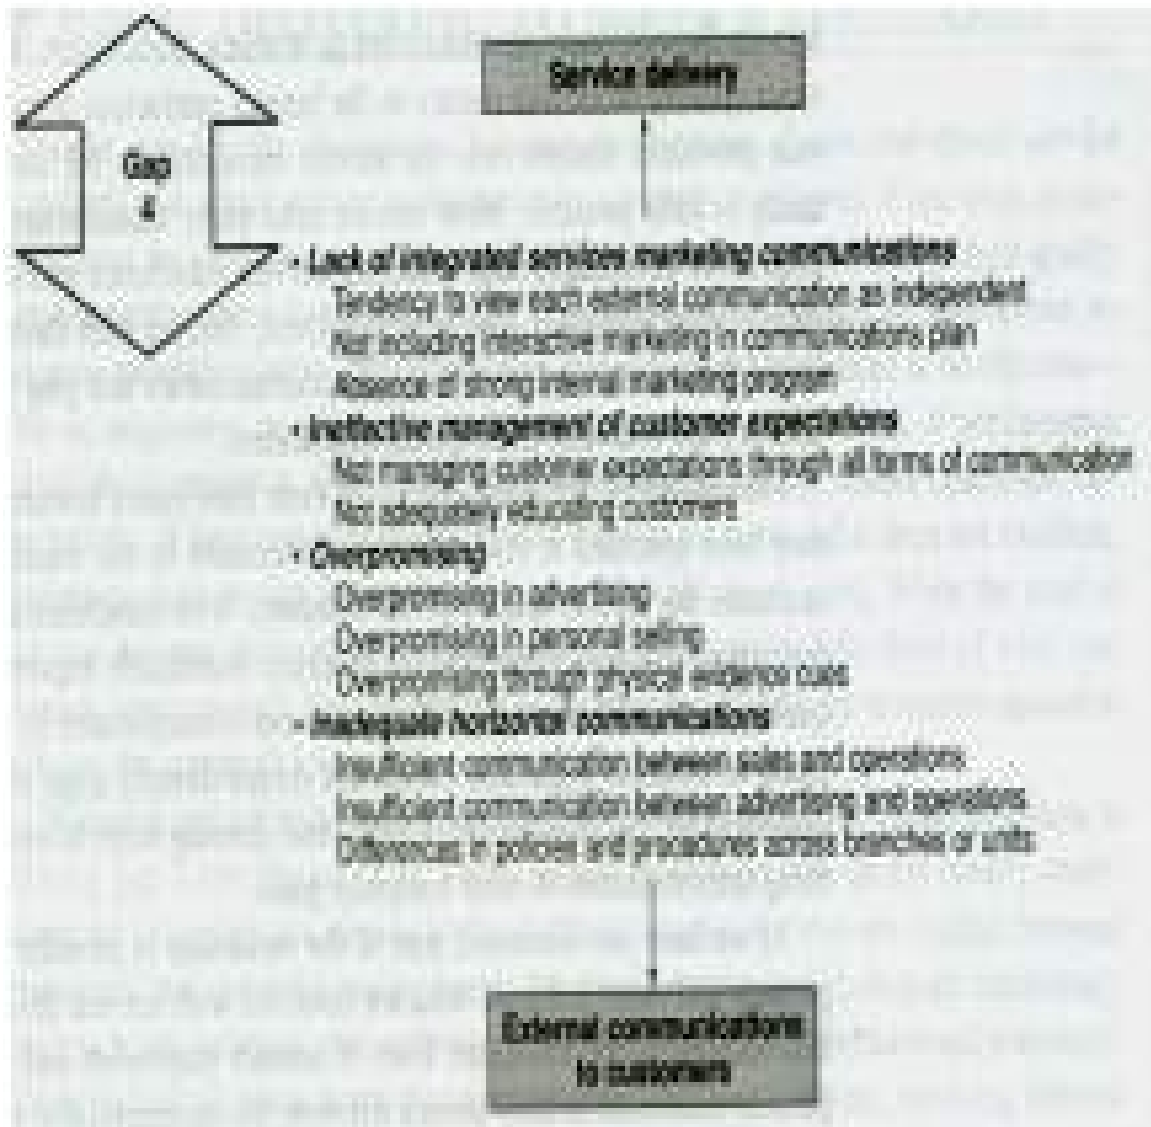 Service delivery
Gap
4
• Lack of integrated services marketing communications
Tendency to view each external communication as independent
Not including interactive marketing in communications plan
Absence of strong internal marketing program
• Ineffective management of customer expectations
Not managing customer expectations through all forms of communication
Not adequately educating customers
• Overpromising
Overpromising in advertising
Overpromising in personal selling
Overpromising through physical evidence cues
• Inadequate horizontal communications
Insufficient communication between sales and operations
Insufficient communication between advertising and operations
Differences in policies and procedures across branches or units
External communications
to customers